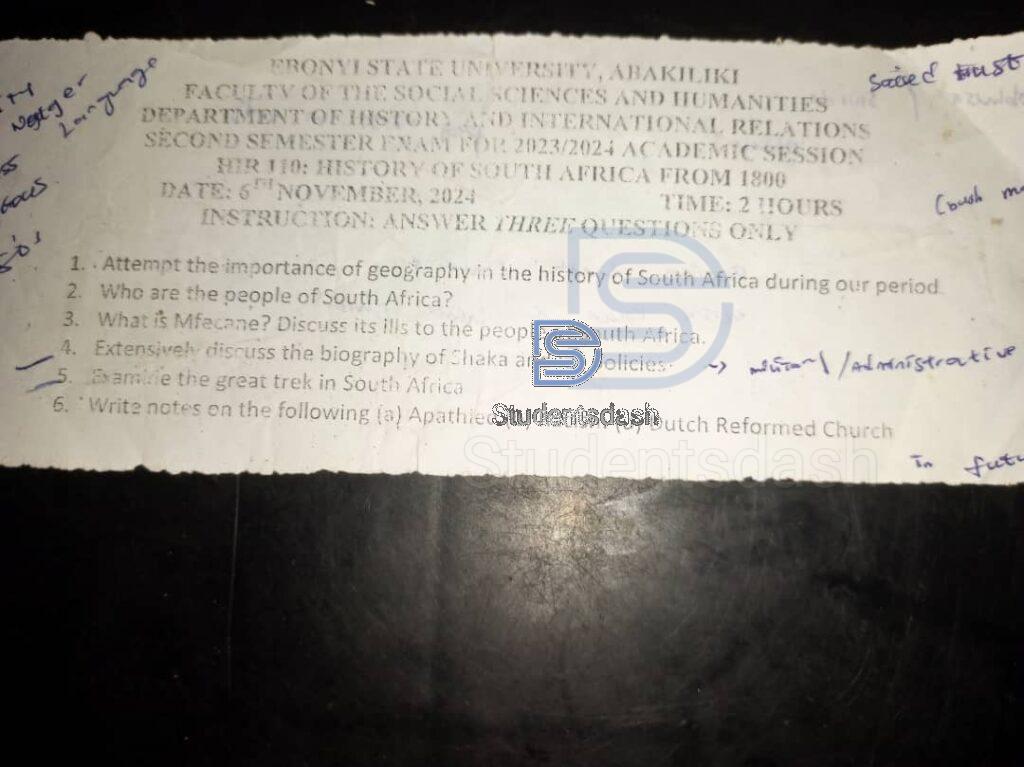 EBONYI STATE UNIVERSITY, ABAKILIKI
FACULTY OF THE SOCIAL SCIENCES AND HUMANITIES
DEPARTMENT OF HISTORY AND INTERNATIONAL RELATIONS
SECOND SEMESTER EXAM FOR 2023/2024 ACADEMIC SESSION
HIR 110: HISTORY OF SOUTH AFRICA FROM 1800
DATE: 6TH NOVEMBER, 2024 TIME: 2 HOURS
INSTRUCTION: ANSWER THREE QUESTIONS ONLY
1. Attempt the importance of geography in the history of South Africa during our period.
2. Who are the people of South Africa?
3. What is Mfecane? Discuss its ills to the people South Africa.
4. Extensively discuss the biography of Shaka policies. /Administrative
5. Examine the great trek in South Africa
6. Write notes on the following (a) Dutch Reformed Church
Studentsdash
Studentsdash
Language
In